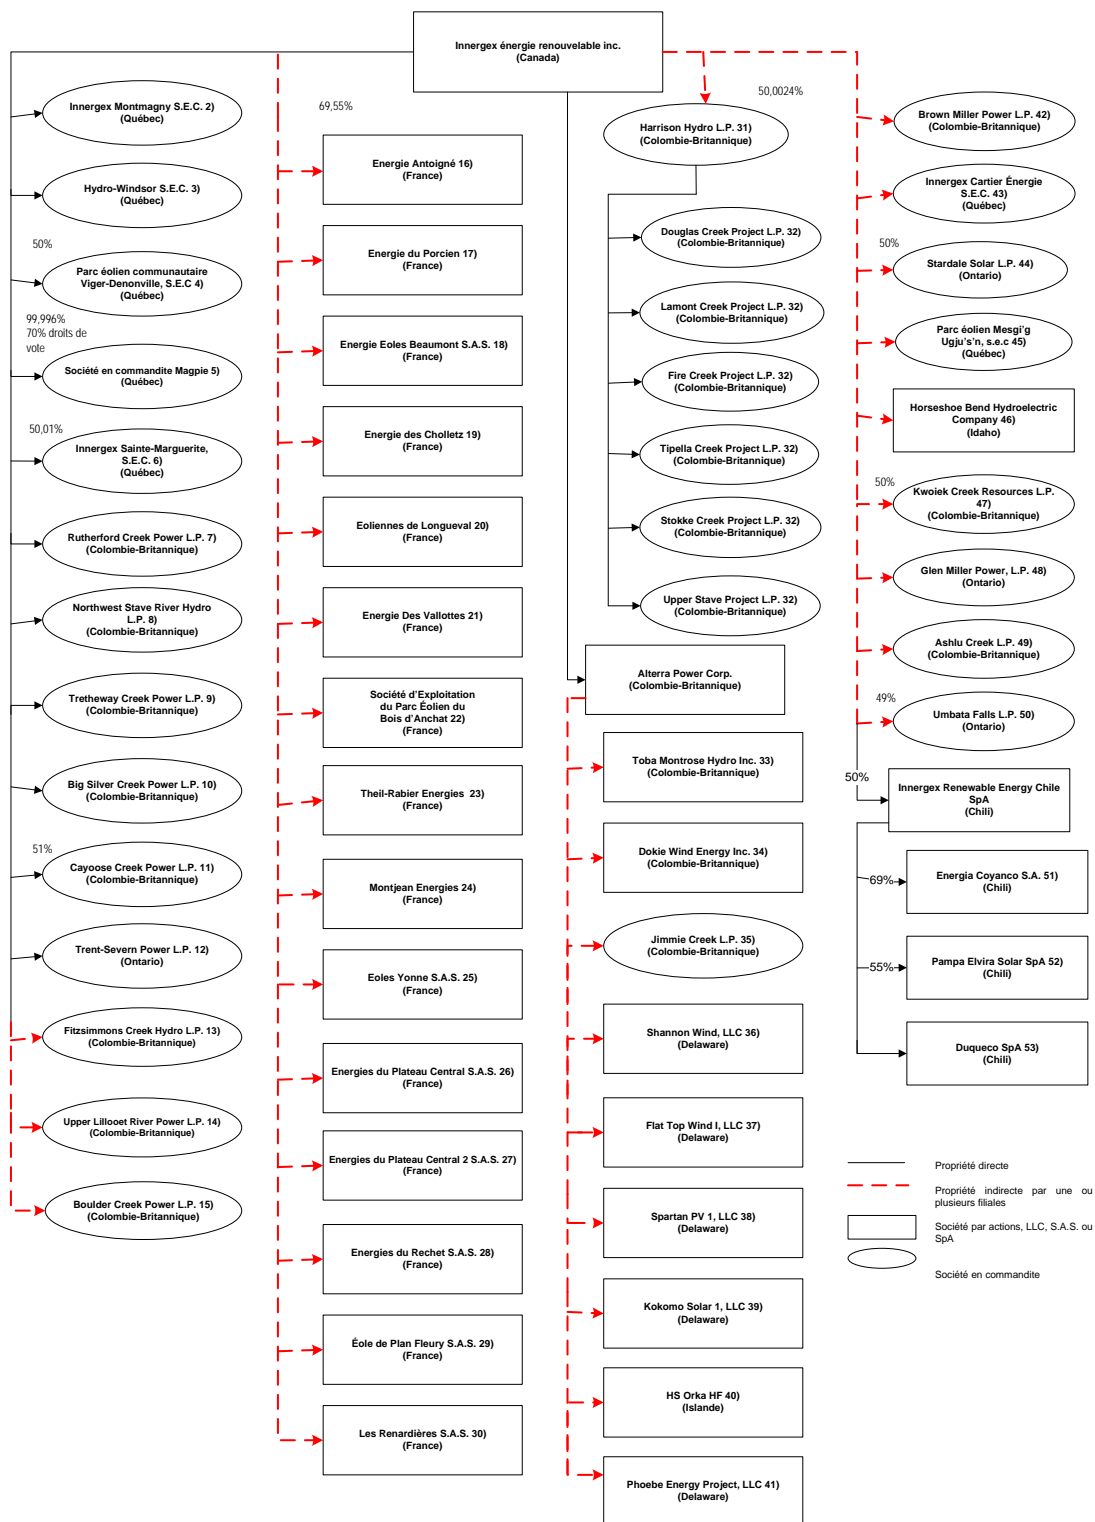 Innergex énergie renouvelable inc.
(Canada)
Innergex Montmagny S.E.C. 2)
(Québec)
Hydro-Windsor S.E.C. 3)
(Québec)
50%
Parc éolien communautaire
Viger-Denonville, S.E.C 4)
(Québec)
99,996%
70% droits de
vote
Société en commandite Magpie 5)
(Québec)
50,01%
Innergex Sainte-Marguerite,
S.E.C. 6)
(Québec)
Rutherford Creek Power L.P. 7)
(Colombie-Britannique)
Northwest Stave River Hydro
L.P. 8)
(Colombie-Britannique)
Tretheway Creek Power L.P. 9)
(Colombie-Britannique)
Big Silver Creek Power L.P. 10)
(Colombie-Britannique)
51%
Cayoose Creek Power L.P. 11)
(Colombie-Britannique)
Trent-Severn Power L.P. 12)
(Ontario)
Fitzsimmons Creek Hydro L.P. 13)
(Colombie-Britannique)
Upper Lillooet River Power L.P. 14)
(Colombie-Britannique)
Boulder Creek Power L.P. 15)
(Colombie-Britannique)
69,55%
Energie Antoigné 16)
(France)
Energie du Porcien 17)
(France)
Energie Eoles Beaumont S.A.S. 18)
(France)
Energie des Cholletz 19)
(France)
Eoliennes de Longueval 20)
(France)
Energie Des Vallottes 21)
(France)
Société d'Exploitation
du Parc Éolien du
Bois d'Anchat 22)
(France)
Theil-Rabier Energies 23)
(France)
Montjean Energies 24)
(France)
Eoles Yonne S.A.S. 25)
(France)
Energies du Plateau Central S.A.S. 26)
(France)
Energies du Plateau Central 2 S.A.S. 27)
(France)
Energies du Rechet S.A.S. 28)
(France)
Éole de Plan Fleury S.A.S. 29)
(France)
Les Renardières S.A.S. 30)
(France)
50,0024%
Harrison Hydro L.P. 31)
(Colombie-Britannique)
Douglas Creek Project L.P. 32)
(Colombie-Britannique)
Lamont Creek Project L.P. 32)
(Colombie-Britannique)
Fire Creek Project L.P. 32)
(Colombie-Britannique)
Tipella Creek Project L.P. 32)
(Colombie-Britannique)
Stokke Creek Project L.P. 32)
(Colombie-Britannique)
Upper Stave Project L.P. 32)
(Colombie-Britannique)
Alterra Power Corp.
(Colombie-Britannique)
Toba Montrose Hydro Inc. 33)
(Colombie-Britannique)
Dokie Wind Energy Inc. 34)
(Colombie-Britannique)
Jimmie Creek L.P. 35)
(Colombie-Britannique)
Shannon Wind, LLC 36)
(Delaware)
Flat Top Wind I, LLC 37)
(Delaware)
Spartan PV 1, LLC 38)
(Delaware)
Kokomo Solar 1, LLC 39)
(Delaware)
HS Orka HF 40)
(Islande)
Phoebe Energy Project, LLC 41)
(Delaware)
Brown Miller Power L.P. 42)
(Colombie-Britannique)
Innergex Cartier Énergie
S.E.C. 43)
(Québec)
50%
Stardale Solar L.P. 44)
(Ontario)
Parc éolien Mesgi'g
Ugju's'n, s.e.c 45)
(Québec)
Horseshoe Bend Hydroelectric
Company 46)
(Idaho)
50%
Kwoiek Creek Resources L.P.
47)
(Colombie-Britannique)
Glen Miller Power, L.P. 48)
(Ontario)
Ashlu Creek L.P. 49)
(Colombie-Britannique)
49%
Umbata Falls L.P. 50)
(Ontario)
50%
Innergex Renewable Energy Chile
SpA
(Chili)
69%
Energia Coyanco S.A. 51)
(Chili)
55%
Pampa Elvira Solar SpA 52)
(Chili)
Duqueco SpA 53)
(Chili)
Propriété directe
Propriété indirecte par une ou
plusieurs filiales
Société par actions, LLC, S.A.S. ou
SpA
Société en commandite